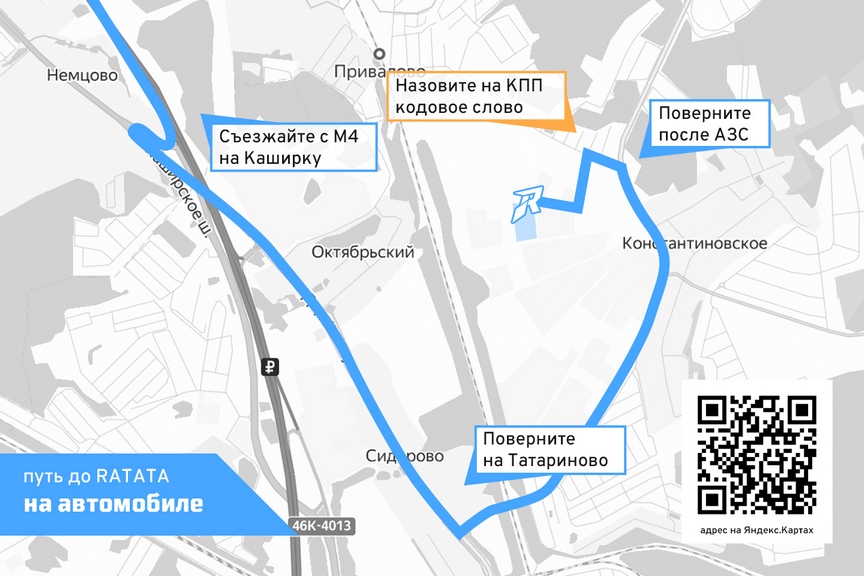 Немцово
Привалово
Назовите на КПП
кодовое слово
Поверните
после АЗС
Съезжайте с М4
на Каширку
Каширское ш.
R
Октябрьский
Константиновское
₽
Поверните
на Татариново
Сидорово
путь до RATATA
на автомобиле
46К-4013
адрес на Яндекс.Картах